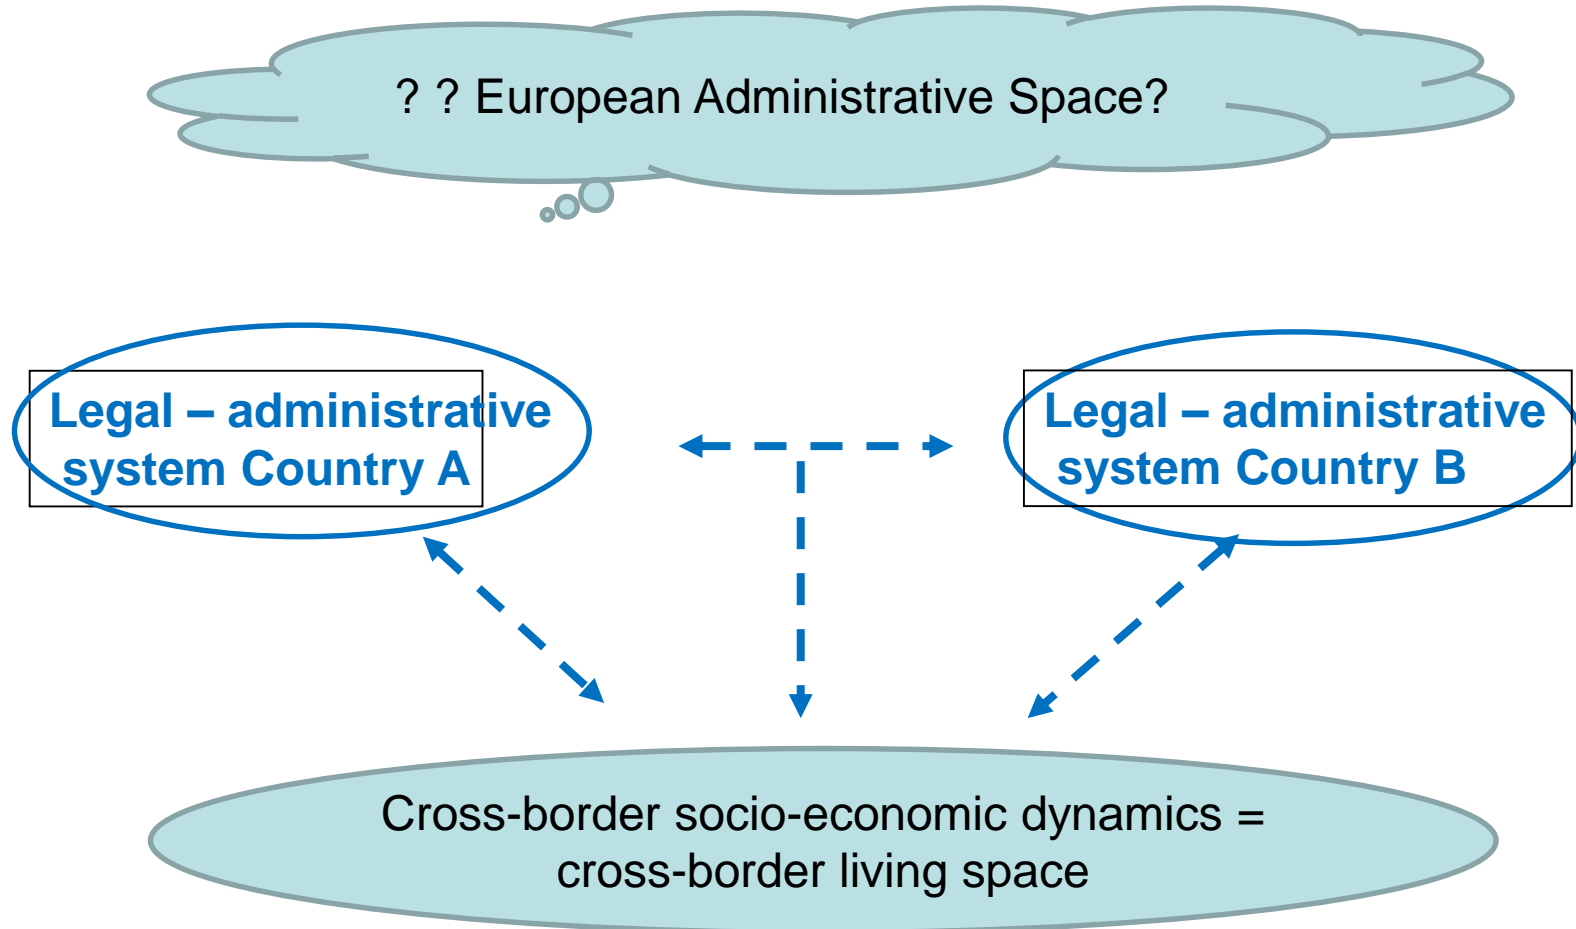 ? ? European Administrative Space?
Legal – administrative
system Country A
Legal – administrative
system Country B
Cross-border socio-economic dynamics =
cross-border living space